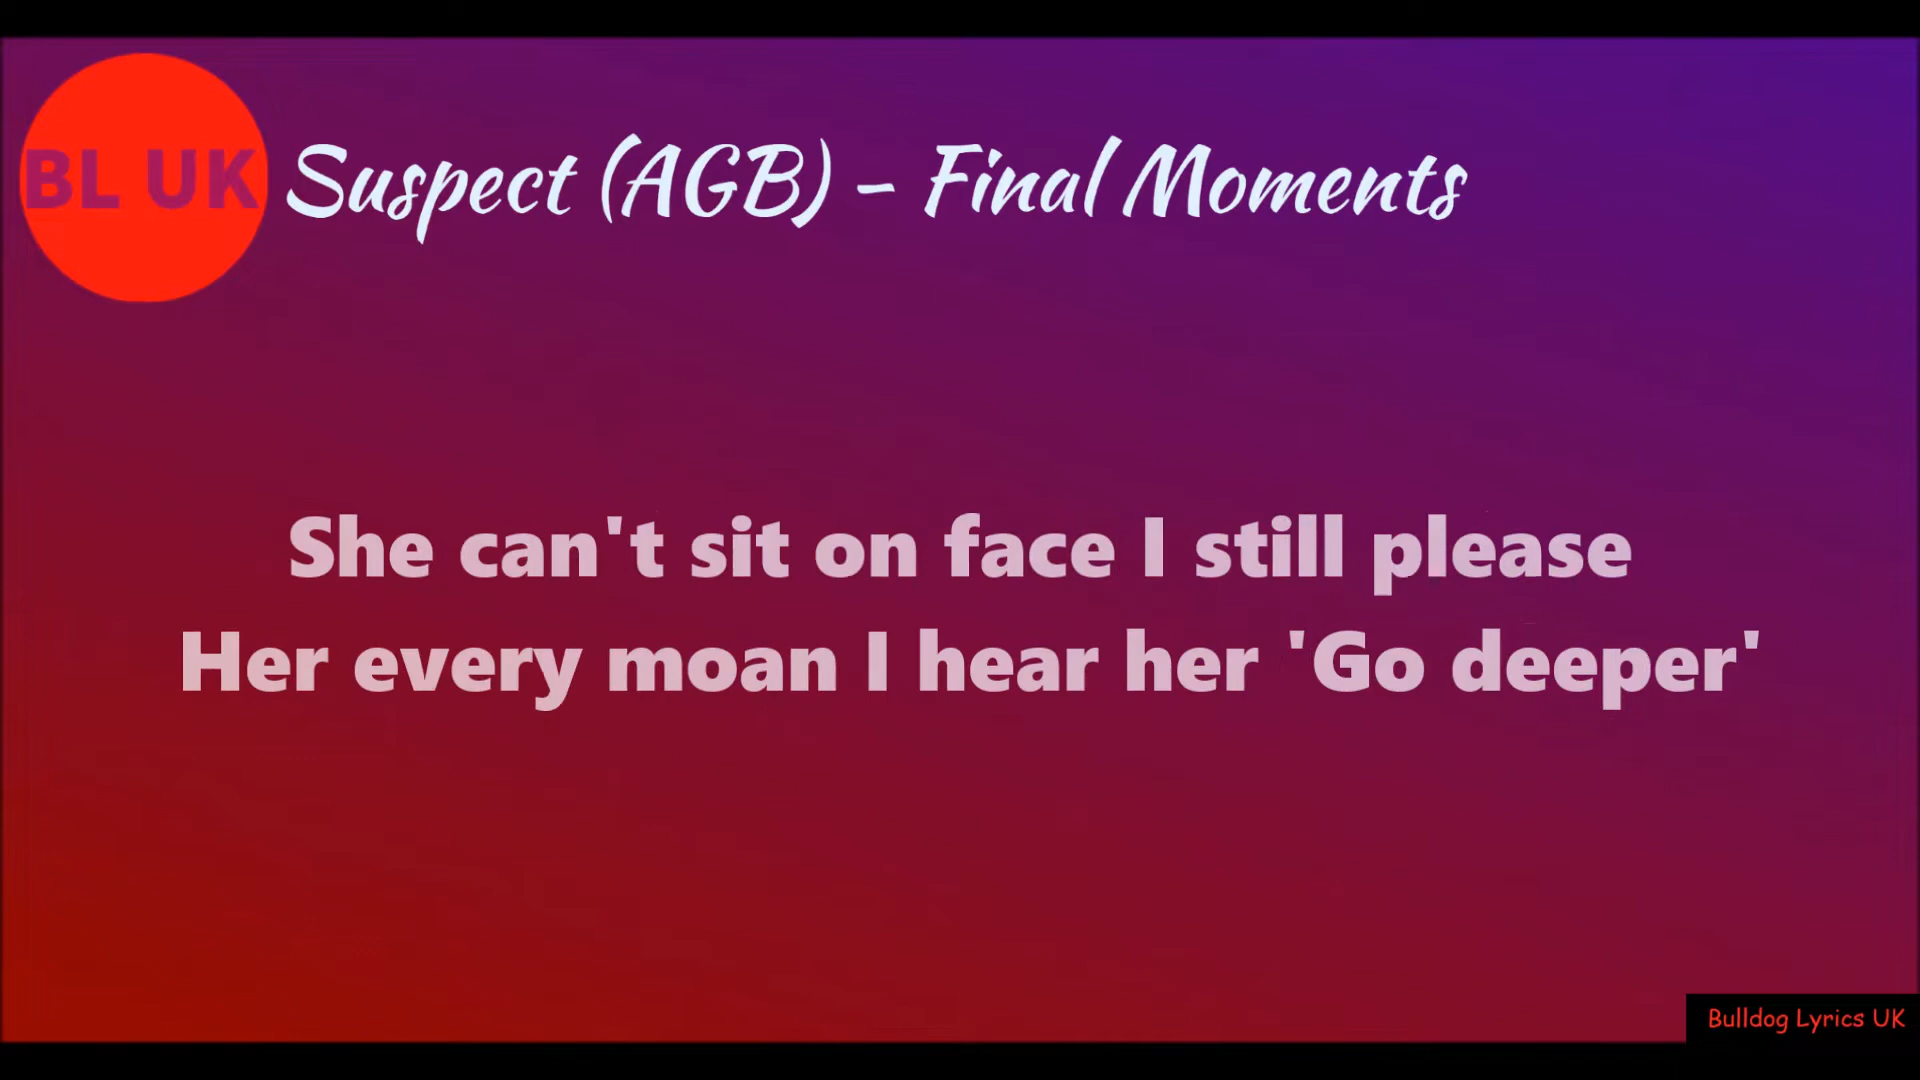 BL UK
Suspect (AGB) - Final Moments
She can't sit on face I still please
Her every moan I hear her 'Go deeper'
Bulldog Lyrics UK